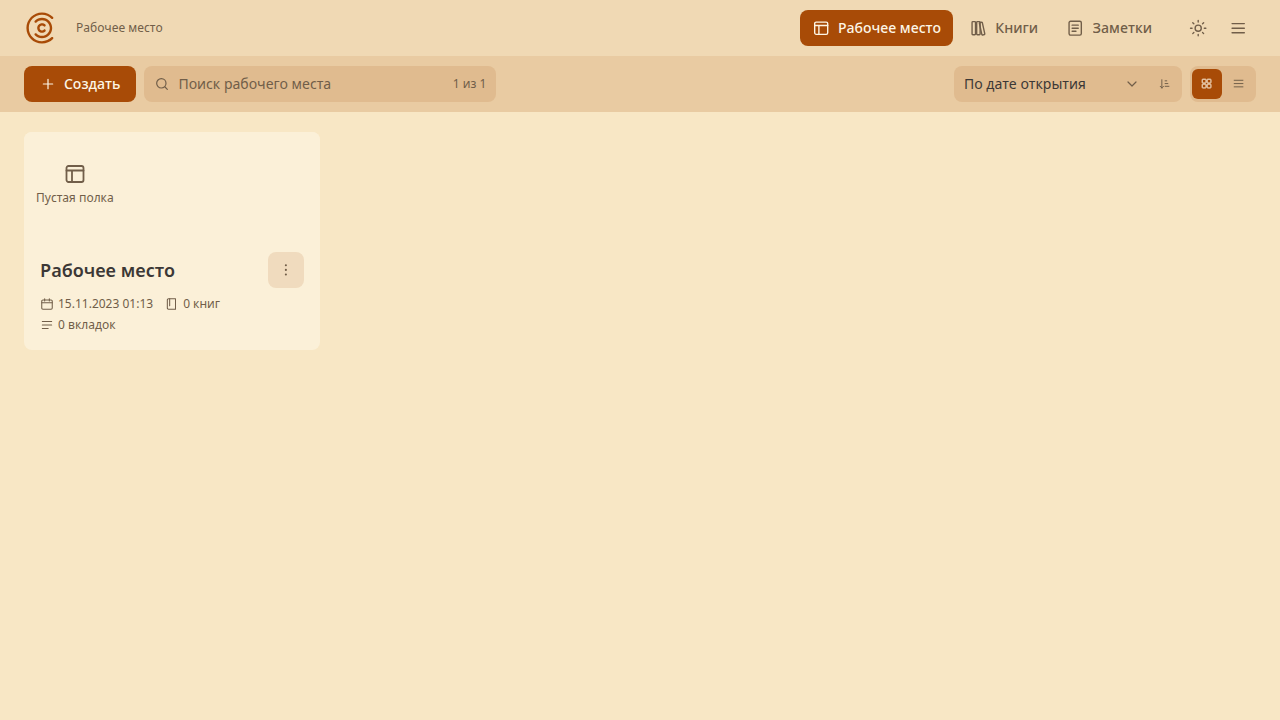 Рабочее место
Рабочее место
Книги
Заметки
Создать
Поиск рабочего места
1 из 1
По дате открытия
Пустая полка
Рабочее место
15.11.2023 01:13
0 книг
0 вкладок